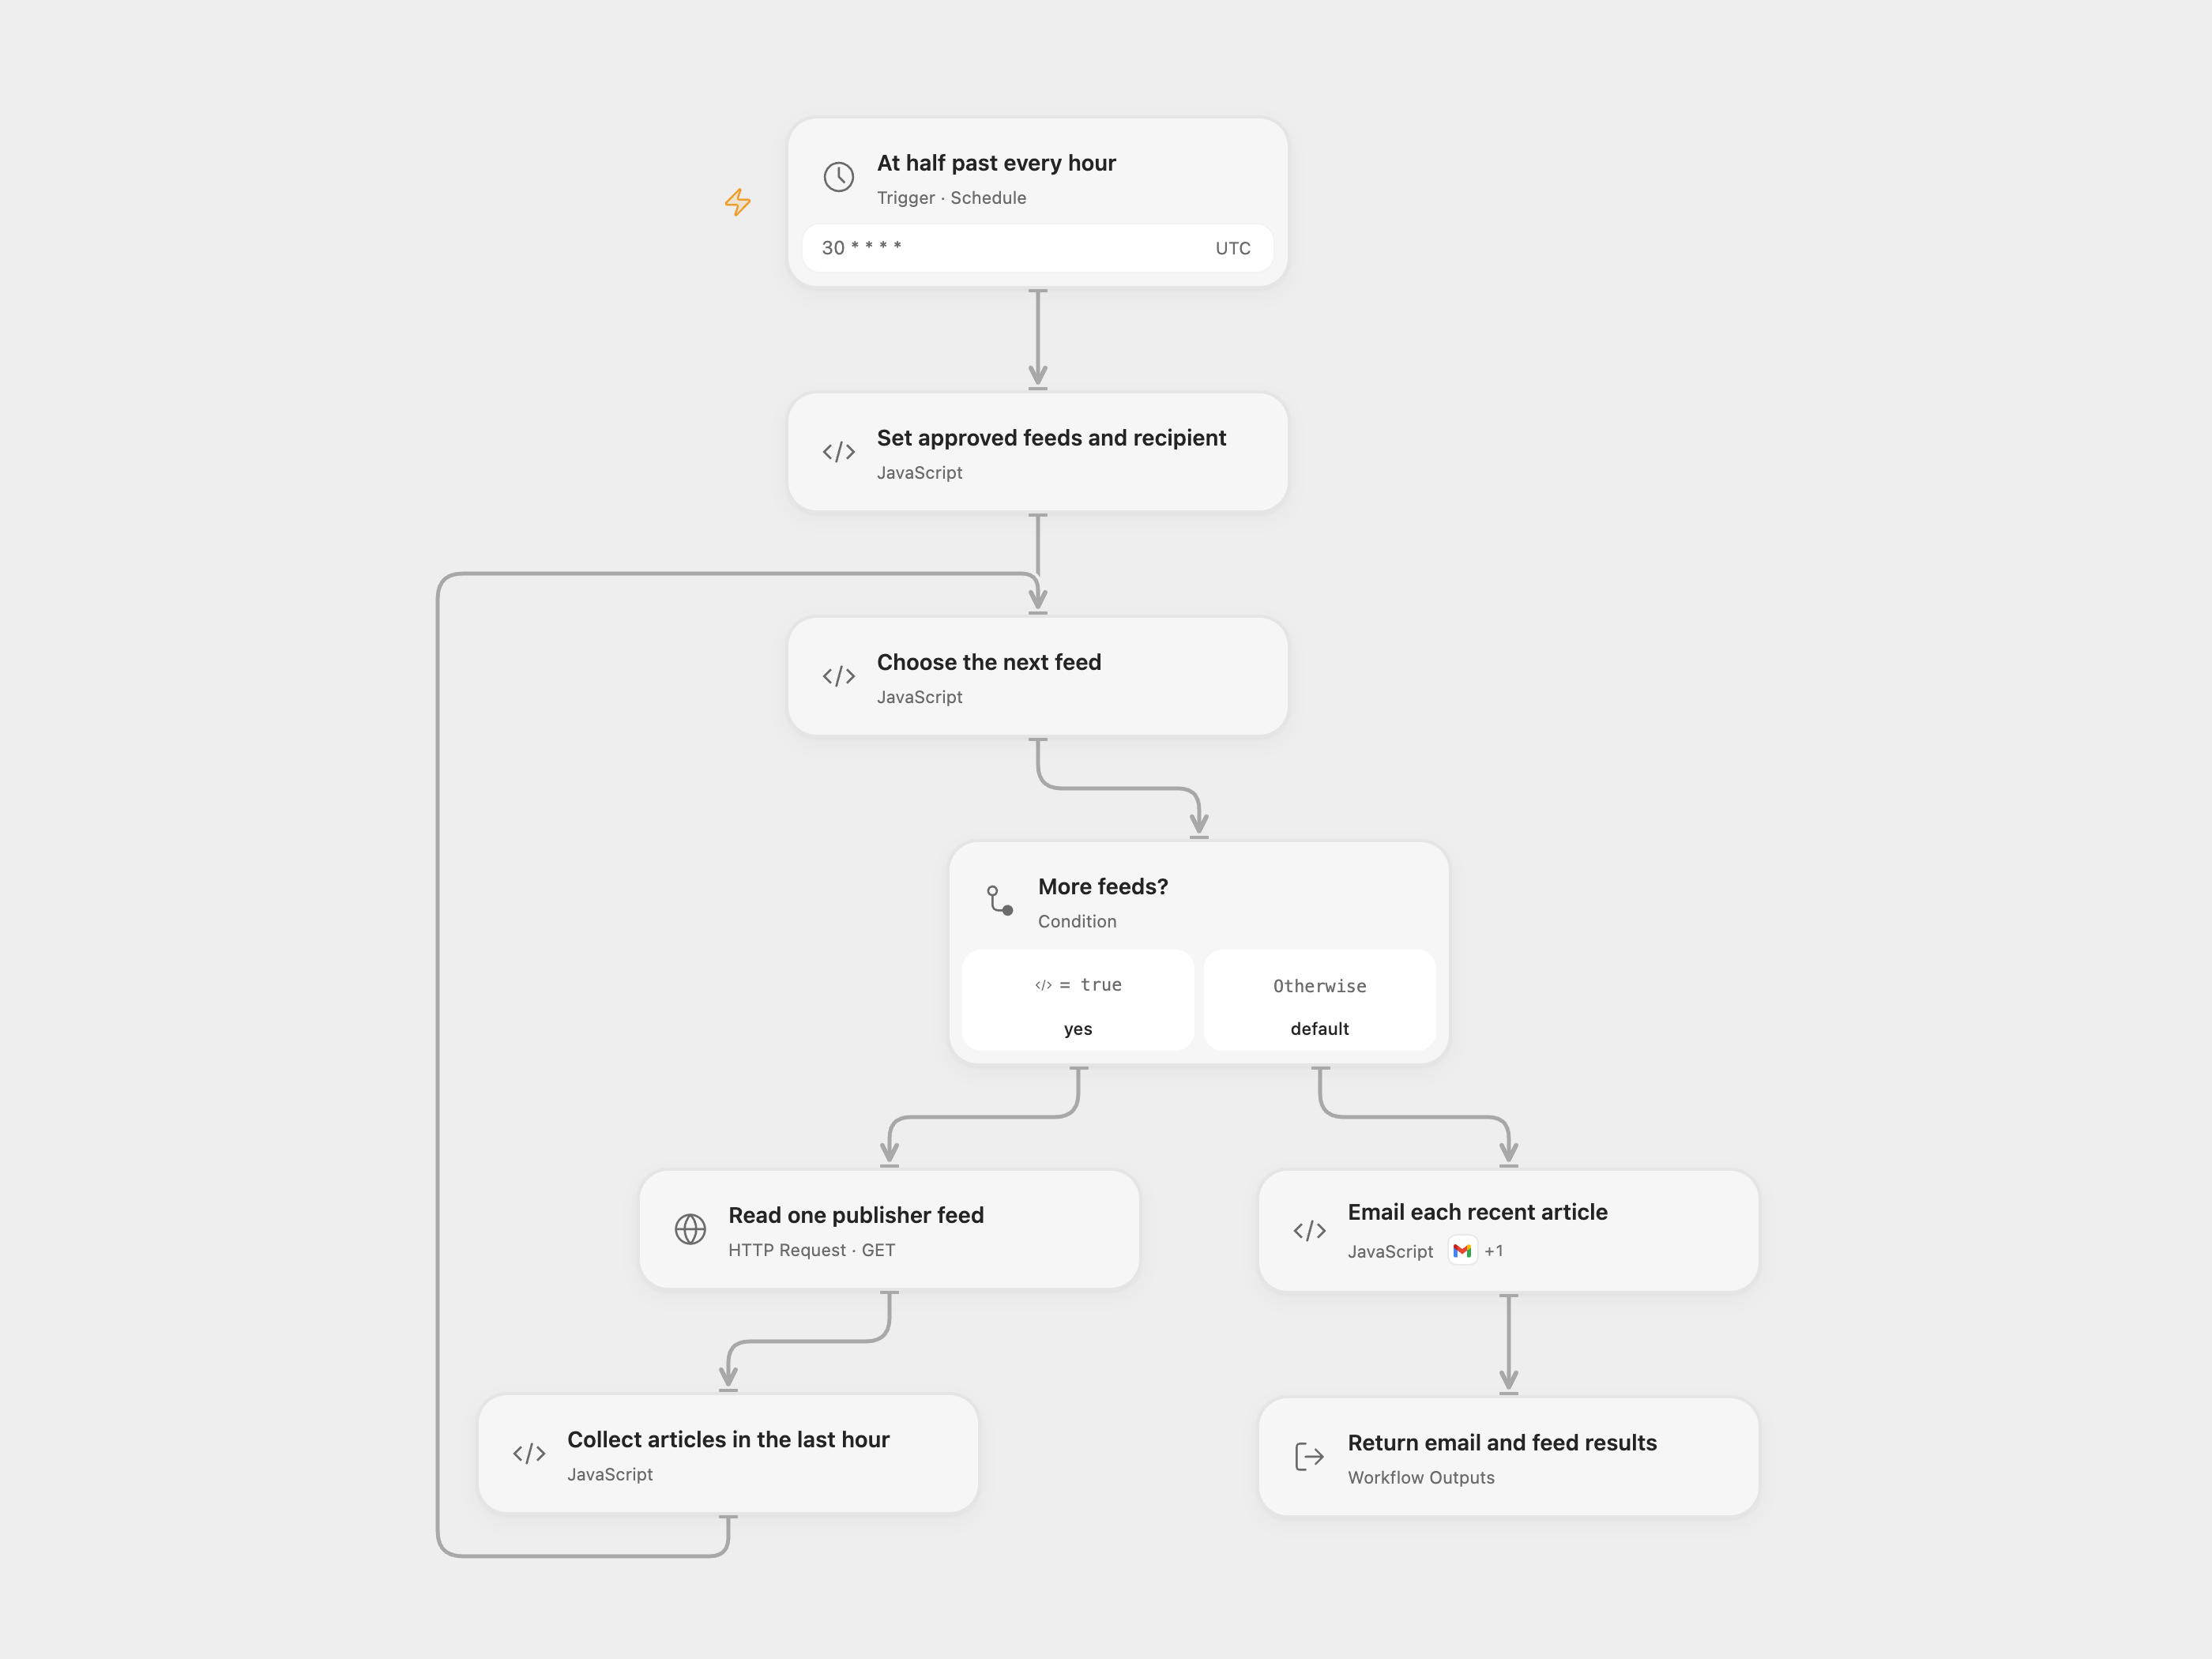 At half past every hour
Trigger · Schedule
30 * * * * UTC
Set approved feeds and recipient
JavaScript
Choose the next feed
JavaScript
More feeds?
Condition
</> = true
yes
Otherwise
default
Read one publisher feed
HTTP Request · GET
Email each recent article
JavaScript +1
Collect articles in the last hour
JavaScript
Return email and feed results
Workflow Outputs